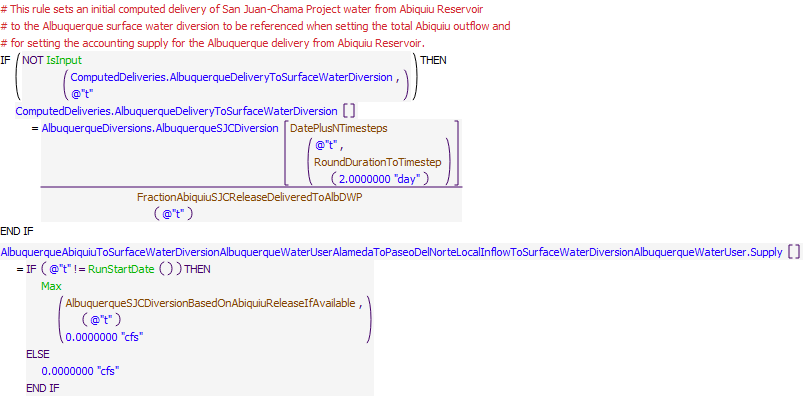 # This rule sets an initial computed delivery of San Juan-Chama Project water from Abiquiu Reservoir
# to the Albuquerque surface water diversion to be referenced when setting the total Abiquiu outflow and
# for setting the accounting supply for the Albuquerque delivery from Abiquiu Reservoir.
IF ( NOT IsInput ) THEN
( ComputedDeliveries.AlbuquerqueDeliveryToSurfaceWaterDiversion ,
@"t" )
ComputedDeliveries.AlbuquerqueDeliveryToSurfaceWaterDiversion []
= AlbuquerqueDiversions.AlbuquerqueSJCDiversion [ DatePlusNTimesteps
( @"t" ,
RoundDurationToTimestep
( 2.0000000 "day" ) ) ]
FractionAbiquiuSJCReleaseDeliveredToAlbDWP
( @"t" )
END IF
AlbuquerqueAbiquiuToSurfaceWaterDiversionAlbuquerqueWaterUserAlamedaToPaseoDelNorteLocalInflowToSurfaceWaterDiversionAlbuquerqueWaterUser.Supply []
= IF ( @"t" != RunStartDate () ) THEN
Max
( AlbuquerqueSJCDiversionBasedOnAbiquiuReleaseIfAvailable ,
( @"t" )
0.0000000 "cfs" )
ELSE
0.0000000 "cfs"
END IF